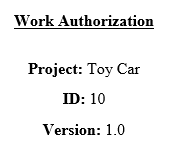 Work Authorization
Project: Toy Car
ID: 10
Version: 1.0